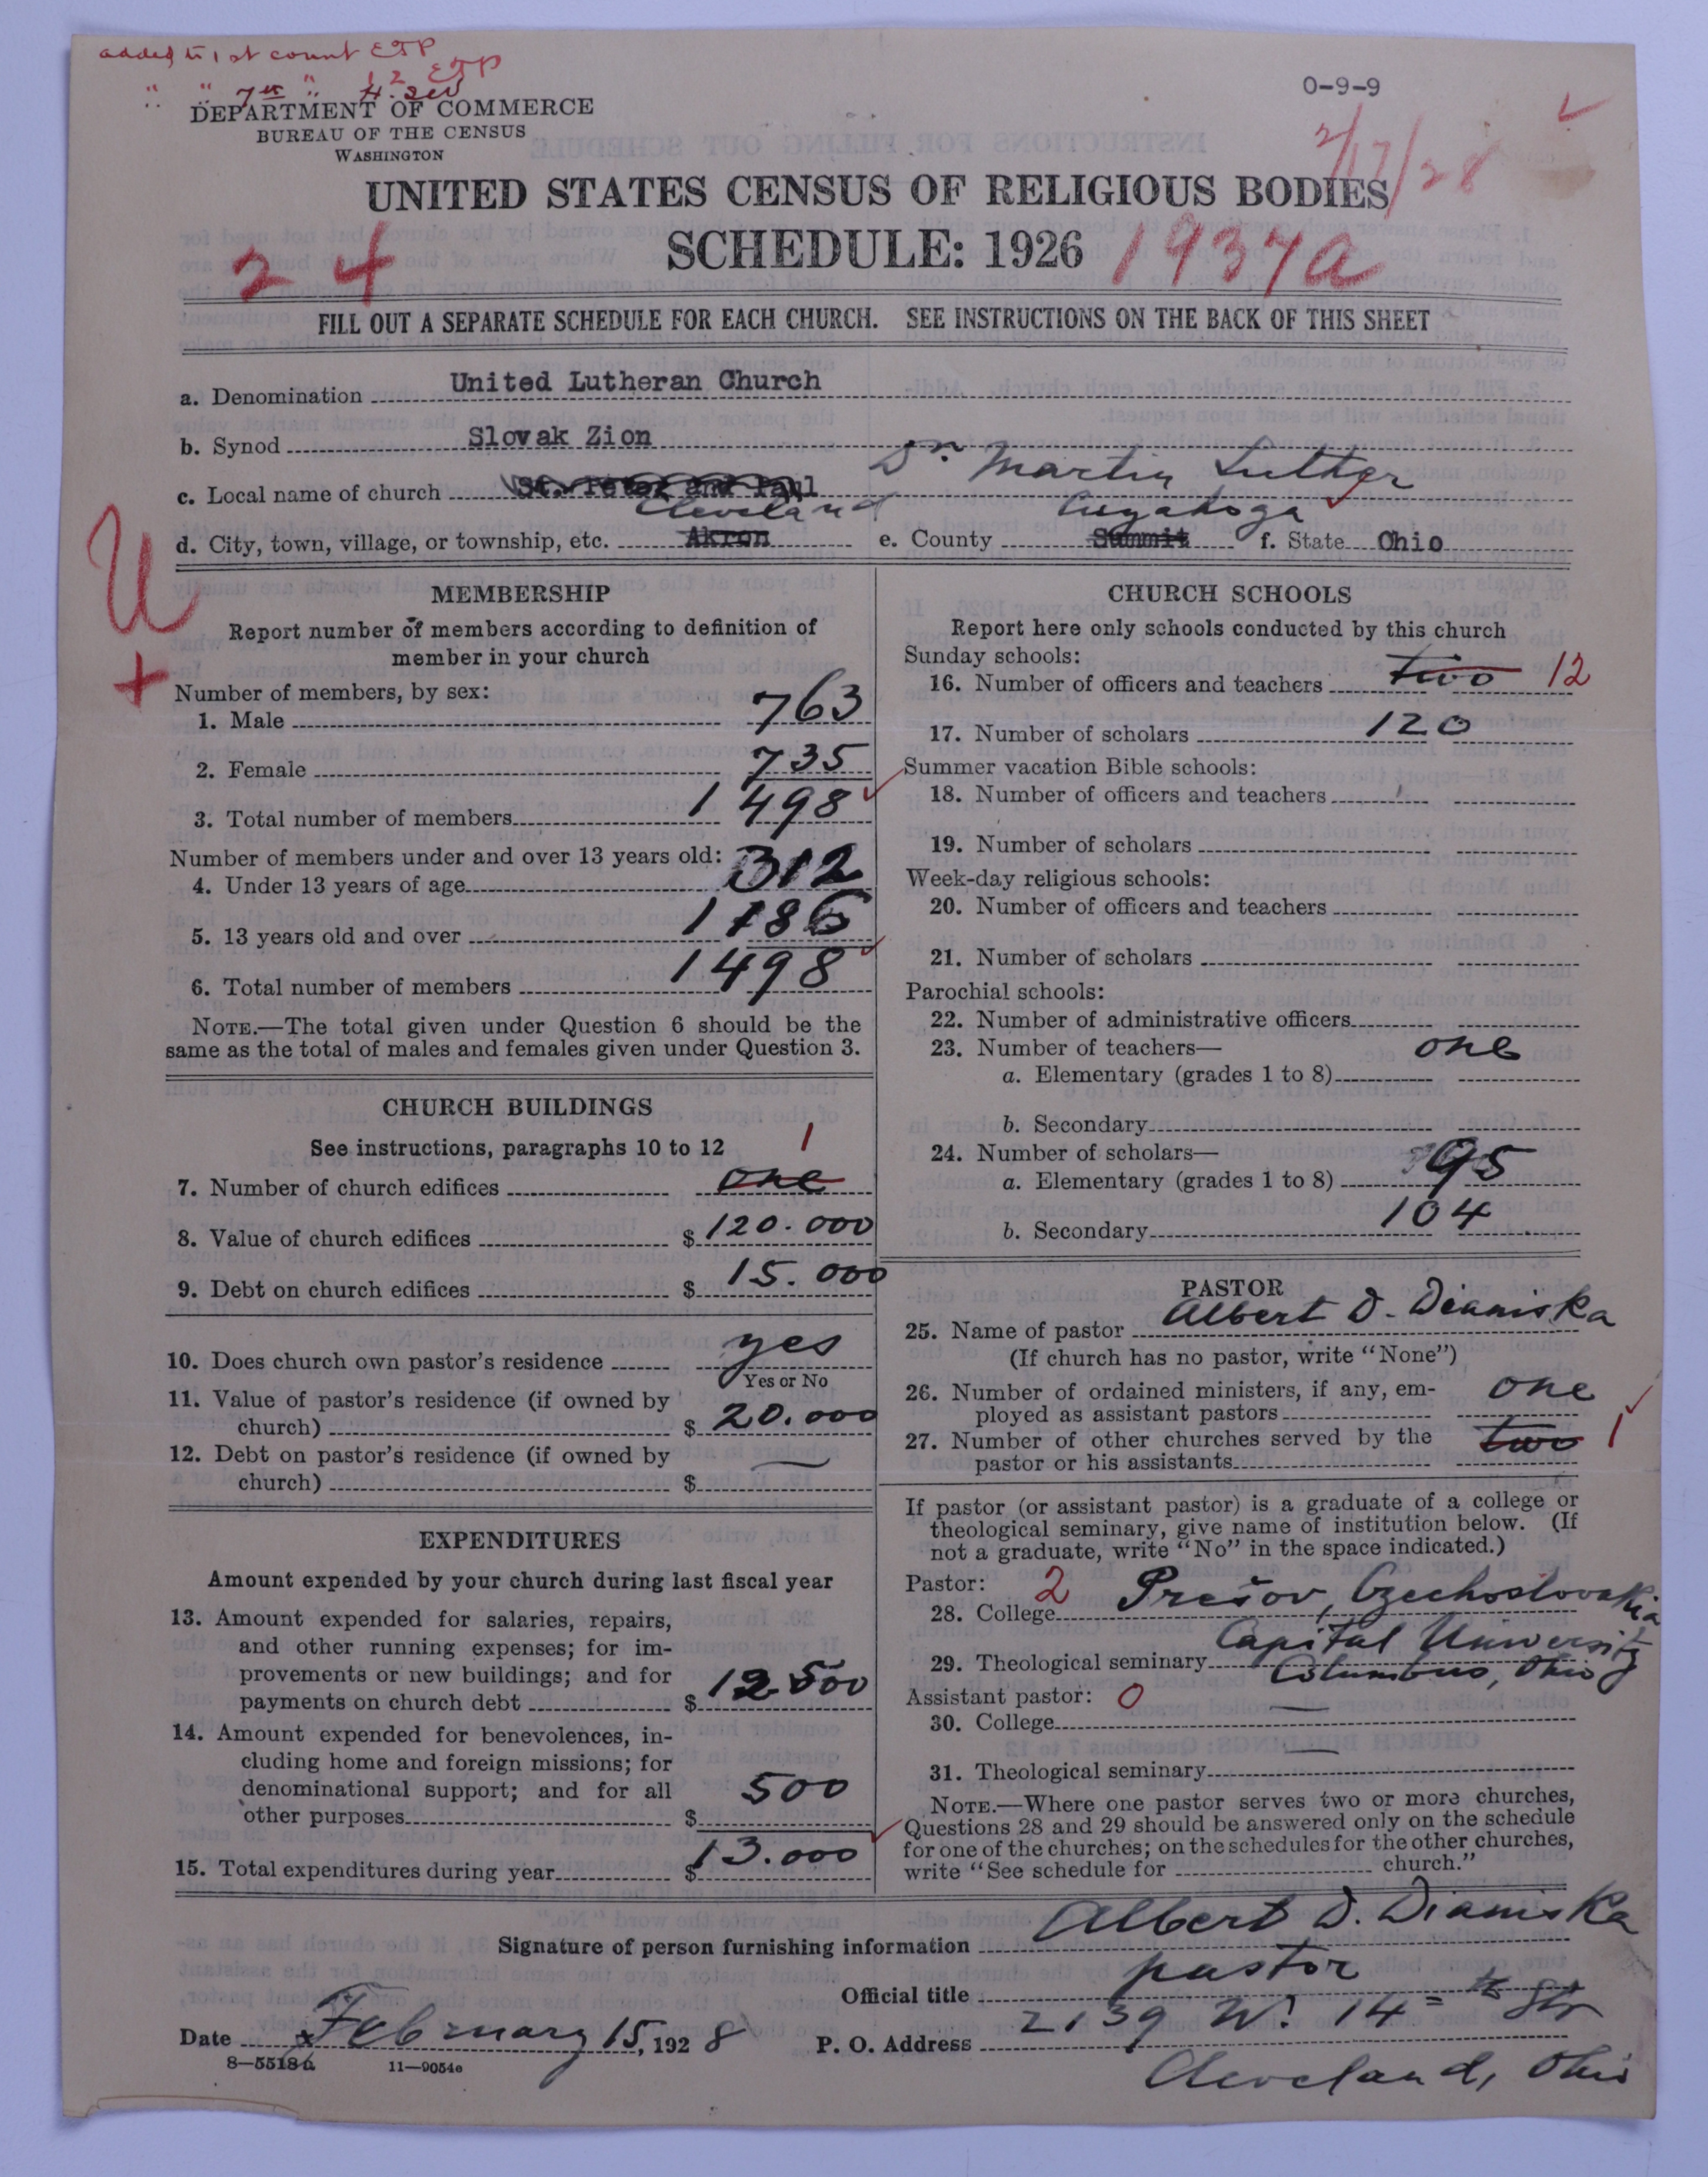 added to 1st count ETP
" " 7th " ETP
DEPARTMENT OF COMMERCE
BUREAU OF THE CENSUS
WASHINGTON
0-9-9
2/17/28
UNITED STATES CENSUS OF RELIGIOUS BODIES
SCHEDULE: 1926
24
1937a
FILL OUT A SEPARATE SCHEDULE FOR EACH CHURCH. SEE INSTRUCTIONS ON THE BACK OF THIS SHEET
a. Denomination United Lutheran Church
b. Synod Slovak Zion
c. Local name of church St. Peter and Paul Dr. Martin Luther
Cleveland Cuyahoga
d. City, town, village, or township, etc. Akron e. County Summit f. State Ohio
U
+
MEMBERSHIP
Report number of members according to definition of
member in your church
Number of members, by sex:
1. Male 763
2. Female 735
3. Total number of members 1 498
Number of members under and over 13 years old:
4. Under 13 years of age 312
5. 13 years old and over 1 186
6. Total number of members 1 498
NOTE.—The total given under Question 6 should be the
same as the total of males and females given under Question 3.
CHURCH BUILDINGS
See instructions, paragraphs 10 to 12
1
7. Number of church edifices one
8. Value of church edifices $ 120.000
9. Debt on church edifices $ 15.000
10. Does church own pastor's residence yes
Yes or No
11. Value of pastor's residence (if owned by
church) $ 20.000
12. Debt on pastor's residence (if owned by
church) $ —
EXPENDITURES
Amount expended by your church during last fiscal year
13. Amount expended for salaries, repairs,
and other running expenses; for im-
provements or new buildings; and for
payments on church debt $ 12 500
14. Amount expended for benevolences, in-
cluding home and foreign missions; for
denominational support; and for all
other purposes $ 500
15. Total expenditures during year $ 13.000
CHURCH SCHOOLS
Report here only schools conducted by this church
Sunday schools:
16. Number of officers and teachers two 12
17. Number of scholars 120
Summer vacation Bible schools:
18. Number of officers and teachers
19. Number of scholars
Week-day religious schools:
20. Number of officers and teachers
21. Number of scholars
Parochial schools:
22. Number of administrative officers
23. Number of teachers— one
a. Elementary (grades 1 to 8)
b. Secondary
24. Number of scholars—
a. Elementary (grades 1 to 8) 95
b. Secondary 104
PASTOR
25. Name of pastor Albert D. Dianiska
(If church has no pastor, write "None")
26. Number of ordained ministers, if any, em-
ployed as assistant pastors one
27. Number of other churches served by the
pastor or his assistants two 1
If pastor (or assistant pastor) is a graduate of a college or
theological seminary, give name of institution below. (If
not a graduate, write "No" in the space indicated.)
Pastor: 2
28. College Prešov, Czechoslovakia
29. Theological seminary Capital University
Columbus, Ohio
Assistant pastor: 0
30. College —
31. Theological seminary —
NOTE.—Where one pastor serves two or more churches,
Questions 28 and 29 should be answered only on the schedule
for one of the churches; on the schedules for the other churches,
write "See schedule for church."
Signature of person furnishing information Albert D. Dianiska
Official title pastor
Date February 15, 1928 P. O. Address 2139 W. 14th Str
Cleveland, Ohio
8—5518a 11—9054e